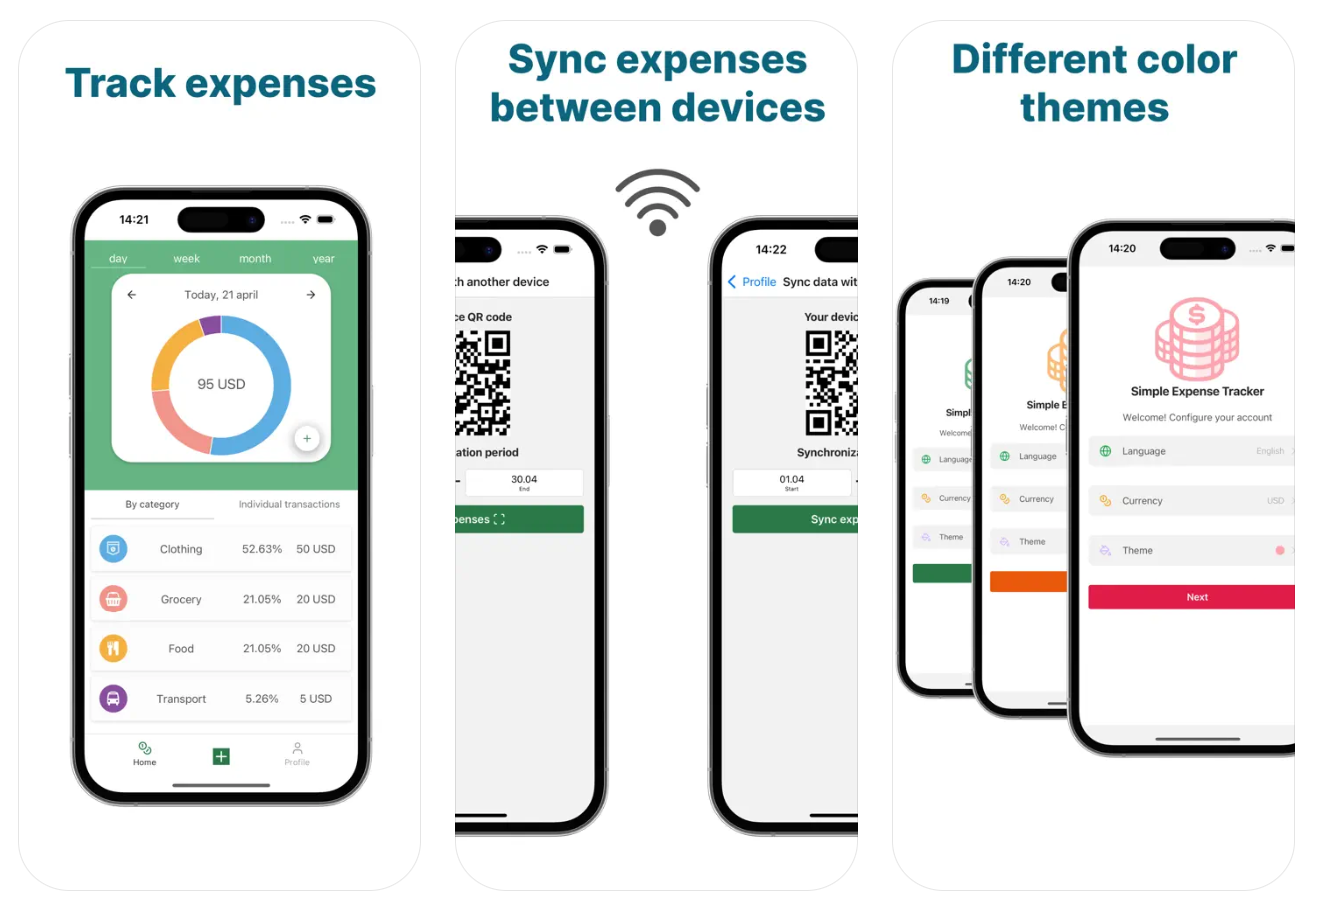 Track expenses
14:21
day week month year
Today, 21 april
95 USD
+
By category Individual transactions
Clothing 52.63% 50 USD
Grocery 21.05% 20 USD
Food 21.05% 20 USD
Transport 5.26% 5 USD
Home Profile
Sync expenses
between devices
th another device
ce QR code
ation period
30.04
End
penses
14:22
Profile Sync data wit
Your devic
Synchroniza
01.04
Start
Sync exp
Different color
themes
14:19
Simpl
Welcome
Language
Currency
Theme
14:20
Simple E
Welcome! C
Language
Currency
Theme
14:20
$
Simple Expense Tracker
Welcome! Configure your account
Language English
Currency USD
Theme
Next